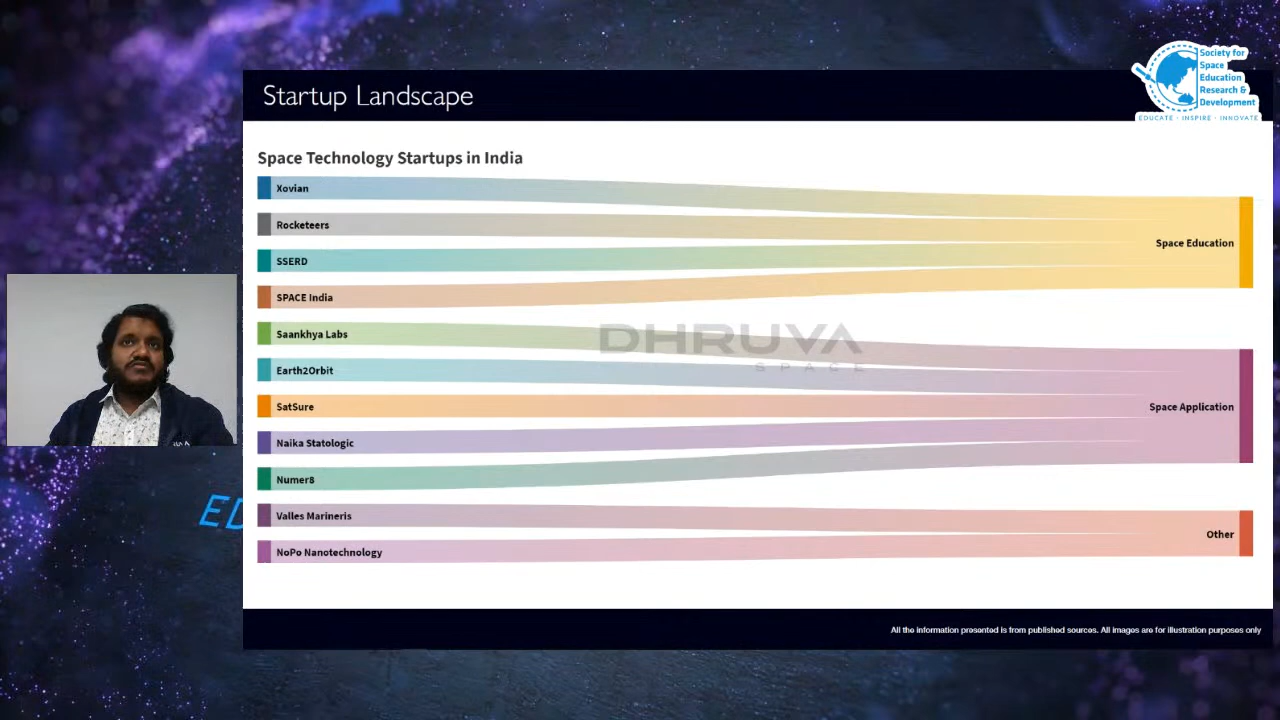 Startup Landscape
Society for
Space
Education
Research &
Development
EDUCATE · INSPIRE · INNOVATE
Space Technology Startups in India
Xovian
Rocketeers
SSERD
SPACE India
Saankhya Labs
Earth2Orbit
SatSure
Naika Statologic
Numer8
Valles Marineris
NoPo Nanotechnology
Space Education
Space Application
Other
DHRUVA
SPACE
ED
All the information presented is from published sources. All images are for illustration purposes only